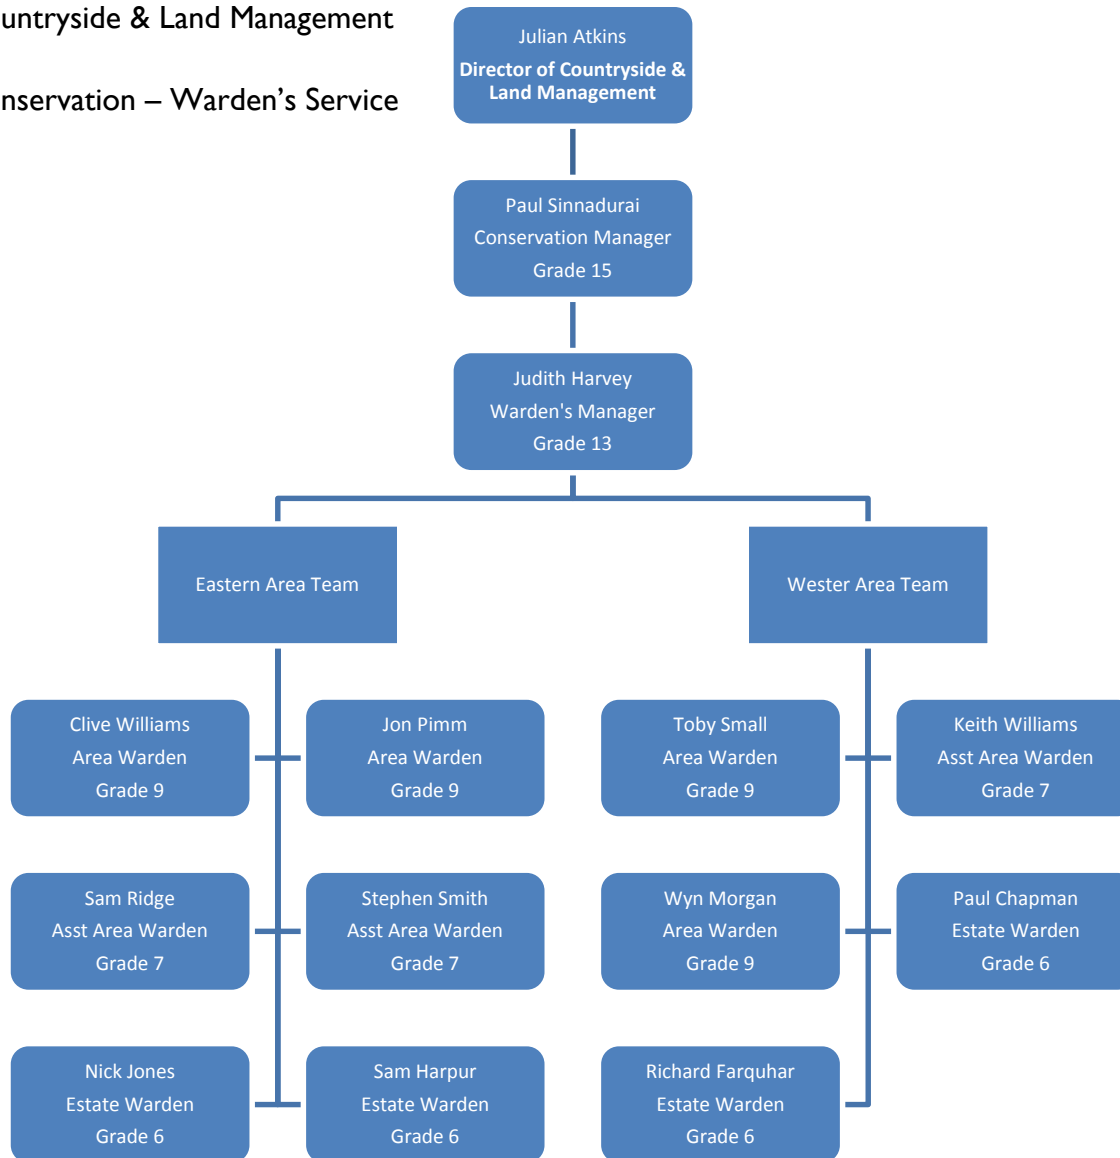 untryside & Land Management
nservation – Warden's Service
Julian Atkins
Director of Countryside &
Land Management
Paul Sinnadurai
Conservation Manager
Grade 15
Judith Harvey
Warden's Manager
Grade 13
Eastern Area Team
Wester Area Team
Clive Williams
Area Warden
Grade 9
Jon Pimm
Area Warden
Grade 9
Toby Small
Area Warden
Grade 9
Keith Williams
Asst Area Warden
Grade 7
Sam Ridge
Asst Area Warden
Grade 7
Stephen Smith
Asst Area Warden
Grade 7
Wyn Morgan
Area Warden
Grade 9
Paul Chapman
Estate Warden
Grade 6
Nick Jones
Estate Warden
Grade 6
Sam Harpur
Estate Warden
Grade 6
Richard Farquhar
Estate Warden
Grade 6